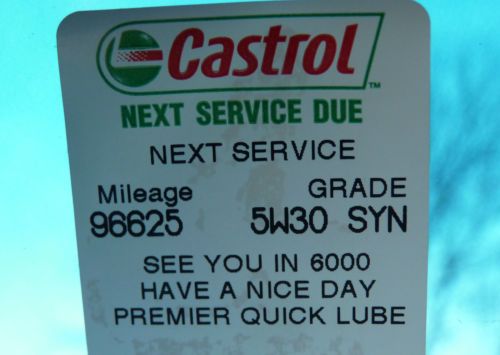 Castrol™
NEXT SERVICE DUE
NEXT SERVICE
Mileage GRADE
96625 5W30 SYN
SEE YOU IN 6000
HAVE A NICE DAY
PREMIER QUICK LUBE